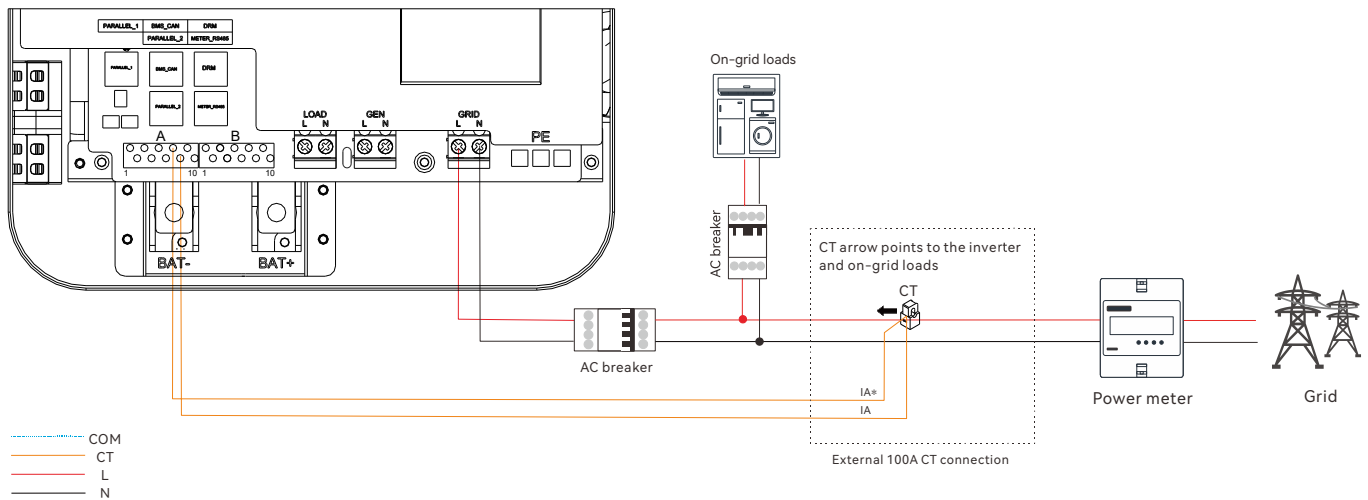 PARALLEL_1 BMS_CAN DRM
PARALLEL_2 METER_RS485
PARALLEL_1 BMS_CAN DRM
PARALLEL_2 METER_RS485
A B
1 10 1 10
LOAD
L N
GEN
L N
GRID
L N
PE
BAT- BAT+
On-grid loads
AC breaker
AC breaker
CT arrow points to the inverter
and on-grid loads
CT
IA*
IA
External 100A CT connection
Power meter
Grid
COM
CT
L
N